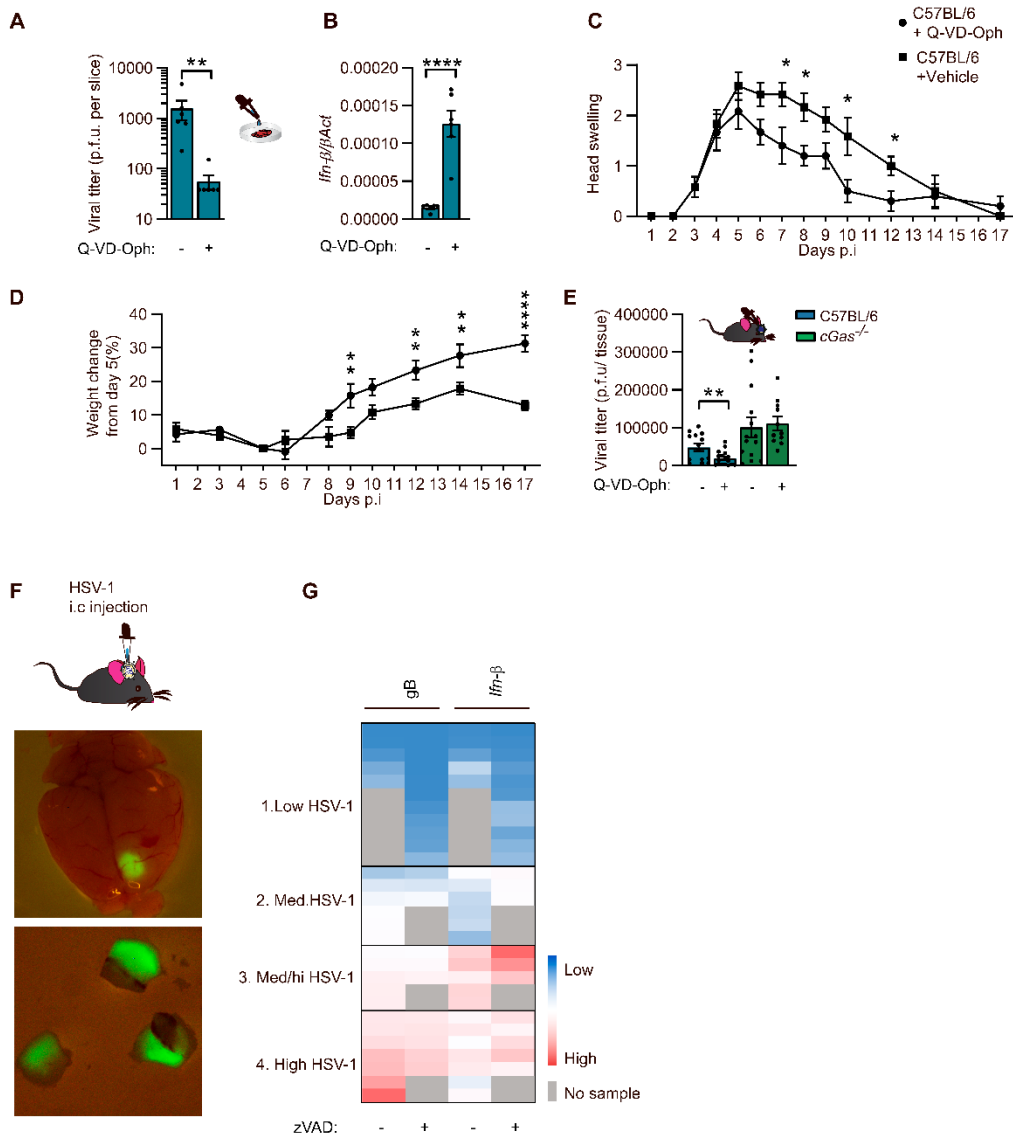 A
Viral titer (p.f.u. per slice)
10000
1000
100
10
**
Q-VD-Oph:
-
+
B
Ifn-β/βAct
0.00020
0.00015
0.00010
0.00005
0.00000
****
Q-VD-Oph:
-
+
C
C57BL/6
+ Q-VD-Oph
C57BL/6
+Vehicle
Head swelling
3
2
1
0
* * * *
1 2 3 4 5 6 7 8 9 10 11 12 13 14 15 16 17
Days p.i
D
Weight change
from day 5(%)
40
30
20
10
0
** ** ** ****
1 2 3 4 5 6 7 8 9 10 11 12 13 14 15 16 17
Days p.i
E
C57BL/6
cGas-/-
Viral titer (p.f.u/ tissue)
400000
300000
200000
100000
0
**
Q-VD-Oph:
- + - +
F
HSV-1
i.c injection
G
gB
Ifn-β
1.Low HSV-1
2. Med.HSV-1
3. Med/hi HSV-1
4. High HSV-1
Low
High
No sample
zVAD:
- + - +